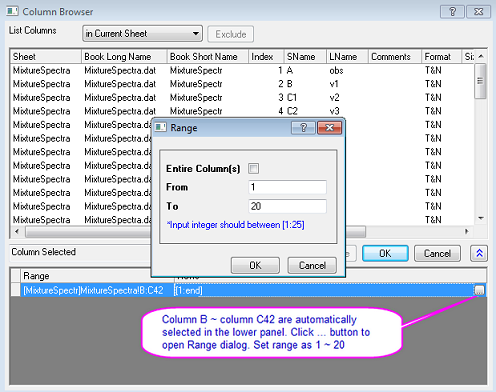 Column Browser
List Columns in Current Sheet Exclude
Sheet Book Long Name Book Short Name Index SName LName Comments Format Siz
MixtureSpectra MixtureSpectra.dat MixtureSpectr 1 A obs T&N
MixtureSpectra MixtureSpectra.dat MixtureSpectr 2 B v1 T&N
MixtureSpectra MixtureSpectra.dat MixtureSpectr 3 C1 v2 T&N
MixtureSpectra MixtureSpectra.dat MixtureSpectr 4 C2 v3 T&N
MixtureSpectra MixtureSpectra.da T&N
MixtureSpectra MixtureSpectra.da T&N
MixtureSpectra MixtureSpectra.da T&N
MixtureSpectra MixtureSpectra.da T&N
MixtureSpectra MixtureSpectra.da T&N
MixtureSpectra MixtureSpectra.da T&N
MixtureSpectra MixtureSpectra.da T&N
MixtureSpectra MixtureSpectra.da T&N
Range
Entire Column(s)
From 1
To 20
*Input integer should between [1:25]
OK Cancel
Column Selected OK Cancel
Range
[MixtureSpectr]MixtureSpectra!B:C42 [1:end] ...
Column B ~ column C42 are automatically
selected in the lower panel. Click ... button to
open Range dialog. Set range as 1 ~ 20